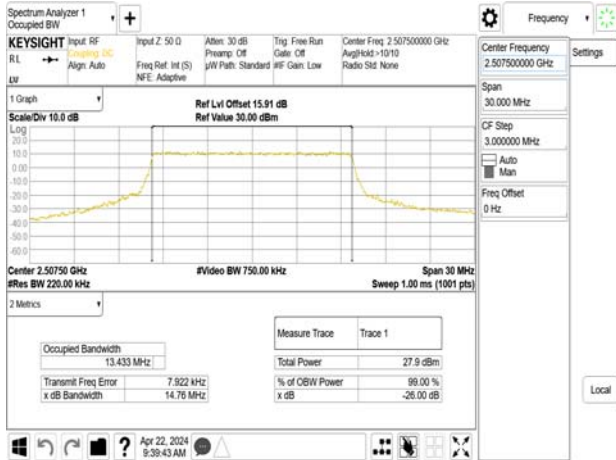 Spectrum Analyzer 1
Occupied BW
Frequency
KEYSIGHT
RL
Input: RF
Coupling: DC
Align: Auto
Input Z: 50 Ω
Freq Ref: Int (S)
NFE: Adaptive
Atten: 30 dB
Preamp: Off
µW Path: Standard
Trig: Free Run
Gate: Off
#IF Gain: Low
Center Freq: 2.507500000 GHz
Avg|Hold:>10/10
Radio Std: None
Center Frequency
2.507500000 GHz
Settings
Span
30.000 MHz
CF Step
3.000000 MHz
Auto
Man
Freq Offset
0 Hz
Local
1 Graph
Scale/Div 10.0 dB
Ref Lvl Offset 15.91 dB
Ref Value 30.00 dBm
Log
20.0
10.0
0.00
-10.0
-20.0
-30.0
-40.0
-50.0
-60.0
Center 2.50750 GHz
#Video BW 750.00 kHz
Span 30 MHz
#Res BW 220.00 kHz
Sweep 1.00 ms (1001 pts)
2 Metrics
Measure Trace
Trace 1
Occupied Bandwidth
13.433 MHz
Total Power
27.9 dBm
Transmit Freq Error
7.922 kHz
% of OBW Power
99.00 %
x dB Bandwidth
14.76 MHz
x dB
-26.00 dB
?
Apr 22, 2024
9:39:43 AM